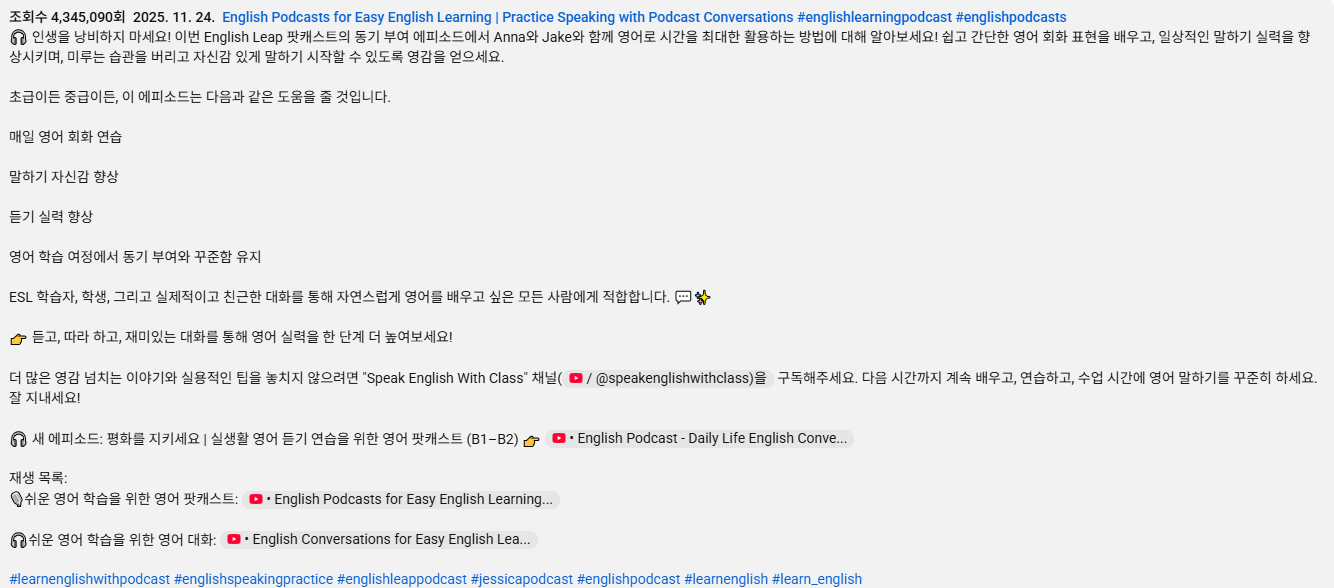 조회수 4,345,090회 2025. 11. 24. English Podcasts for Easy English Learning | Practice Speaking with Podcast Conversations #englishlearningpodcast #englishpodcasts
🎧 인생을 낭비하지 마세요! 이번 English Leap 팟캐스트의 동기 부여 에피소드에서 Anna와 Jake와 함께 영어로 시간을 최대한 활용하는 방법에 대해 알아보세요! 쉽고 간단한 영어 회화 표현을 배우고, 일상적인 말하기 실력을 향
상시키며, 미루는 습관을 버리고 자신감 있게 말하기 시작할 수 있도록 영감을 얻으세요.
초급이든 중급이든, 이 에피소드는 다음과 같은 도움을 줄 것입니다.
매일 영어 회화 연습
말하기 자신감 향상
듣기 실력 향상
영어 학습 여정에서 동기 부여와 꾸준함 유지
ESL 학습자, 학생, 그리고 실제적이고 친근한 대화를 통해 자연스럽게 영어를 배우고 싶은 모든 사람에게 적합합니다. 💬✨
👉 듣고, 따라 하고, 재미있는 대화를 통해 영어 실력을 한 단계 더 높여보세요!
더 많은 영감 넘치는 이야기와 실용적인 팁을 놓치지 않으려면 "Speak English With Class" 채널( / @speakenglishwithclass)을 구독해주세요. 다음 시간까지 계속 배우고, 연습하고, 수업 시간에 영어 말하기를 꾸준히 하세요.
잘 지내세요!
🎧 새 에피소드: 평화를 지키세요 | 실생활 영어 듣기 연습을 위한 영어 팟캐스트 (B1–B2) 👉 • English Podcast - Daily Life English Conve...
재생 목록:
🎙쉬운 영어 학습을 위한 영어 팟캐스트: • English Podcasts for Easy English Learning...
🎧쉬운 영어 학습을 위한 영어 대화: • English Conversations for Easy English Lea...
#learnenglishwithpodcast #englishspeakingpractice #englishleappodcast #jessicapodcast #englishpodcast #learnenglish #learn_english